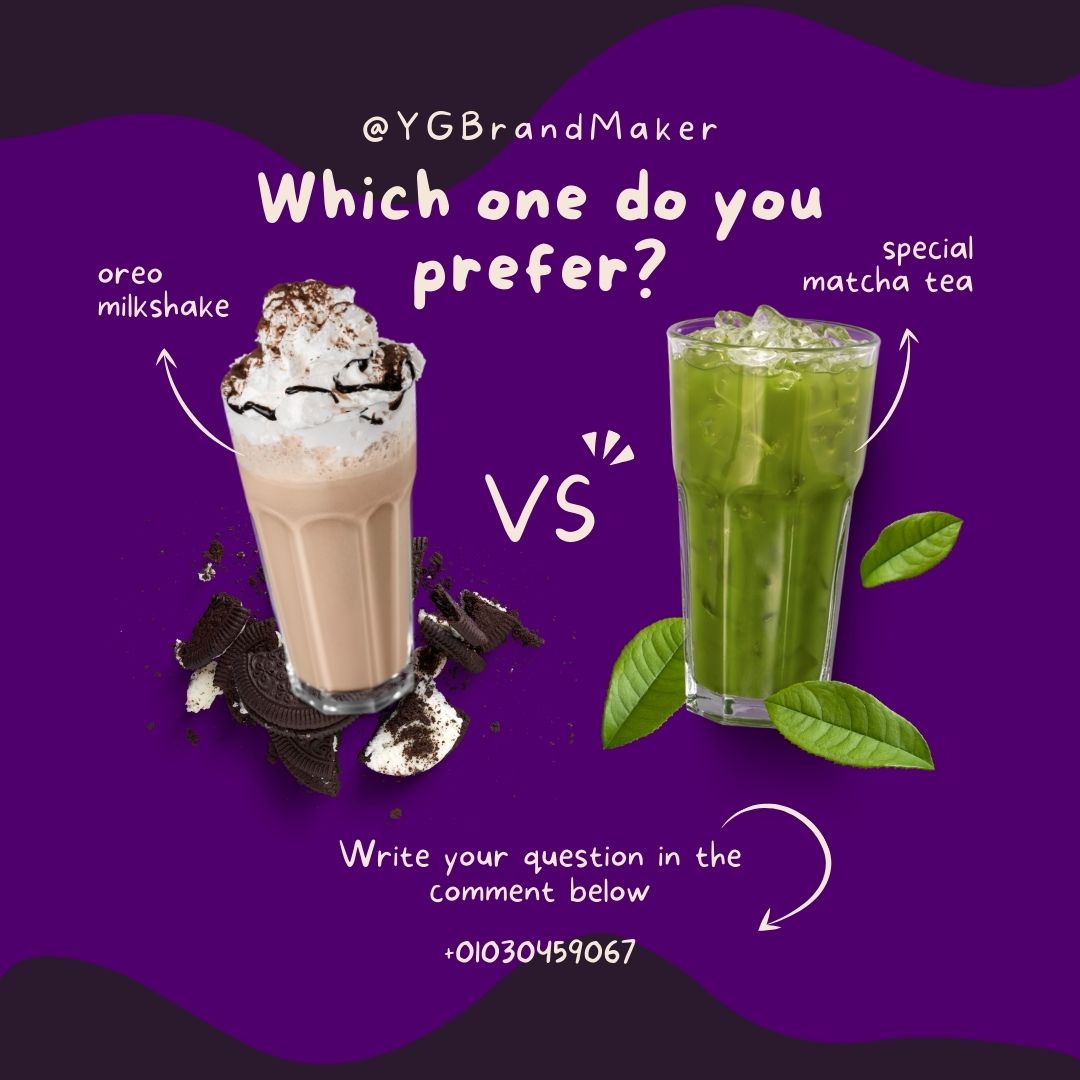 @YGBrandMaker
Which one do you
prefer?
oreo
milkshake
special
matcha tea
VS
Write your question in the
comment below
+01030459067